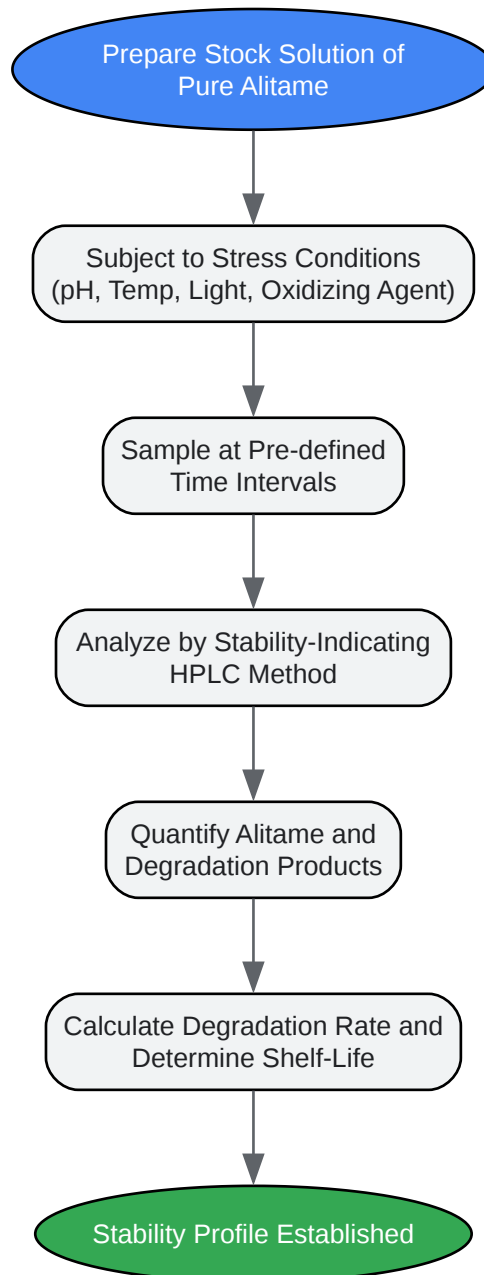 Prepare Stock Solution of
Pure Alitame
Subject to Stress Conditions
(pH, Temp, Light, Oxidizing Agent)
Sample at Pre-defined
Time Intervals
Analyze by Stability-Indicating
HPLC Method
Quantify Alitame and
Degradation Products
Calculate Degradation Rate and
Determine Shelf-Life
Stability Profile Established